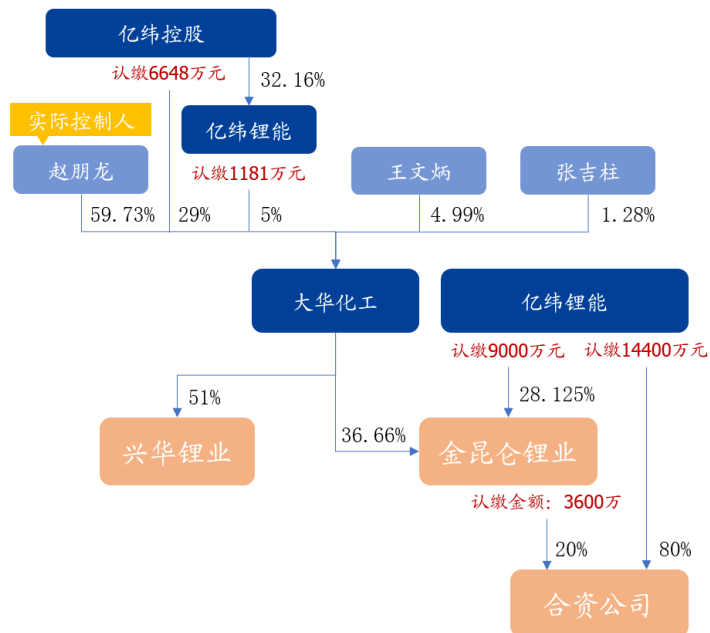 亿纬控股
认缴6648万元
32.16%
实际控制人
亿纬锂能
赵朋龙
认缴1181万元
王文炳
张吉柱
59.73%
29%
5%
4.99%
1.28%
大华化工
亿纬锂能
认缴9000万元
认缴14400万元
51%
28.125%
兴华锂业
36.66%
金昆仑锂业
认缴金额：3600万
20%
80%
合资公司